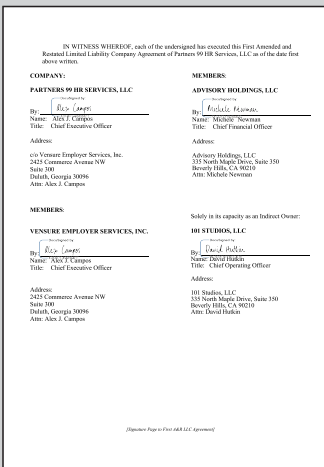 IN WITNESS WHEREOF, each of the undersigned has executed this First Amended and
Restated Limited Liability Company Agreement of Partners 99 HR Services, LLC as of the date first
above written.
COMPANY:
PARTNERS 99 HR SERVICES, LLC
DocuSigned by:
Alex Campos
By:
Name: Alex J. Campos
Title: Chief Executive Officer
Address:
c/o Vensure Employer Services, Inc.
2425 Commerce Avenue NW
Suite 300
Duluth, Georgia 30096
Attn: Alex J. Campos
MEMBERS:
ADVISORY HOLDINGS, LLC
DocuSigned by:
Michele Newman
By:
Name: Michele Newman
Title: Chief Financial Officer
Address:
Advisory Holdings, LLC
335 North Maple Drive, Suite 350
Beverly Hills, CA 90210
Attn: Michele Newman
MEMBERS:
VENSURE EMPLOYER SERVICES, INC.
DocuSigned by:
Alex Campos
By:
Name: Alex J. Campos
Title: Chief Executive Officer
Address:
2425 Commerce Avenue NW
Suite 300
Duluth, Georgia 30096
Attn: Alex J. Campos
Solely in its capacity as an Indirect Owner:
101 STUDIOS, LLC
DocuSigned by:
David Hutkin
By:
Name: David Hutkin
Title: Chief Operating Officer
Address:
101 Studios, LLC
335 North Maple Drive, Suite 350
Beverly Hills, CA 90210
Attn: David Hutkin
[Signature Page to First A&R LLC Agreement]